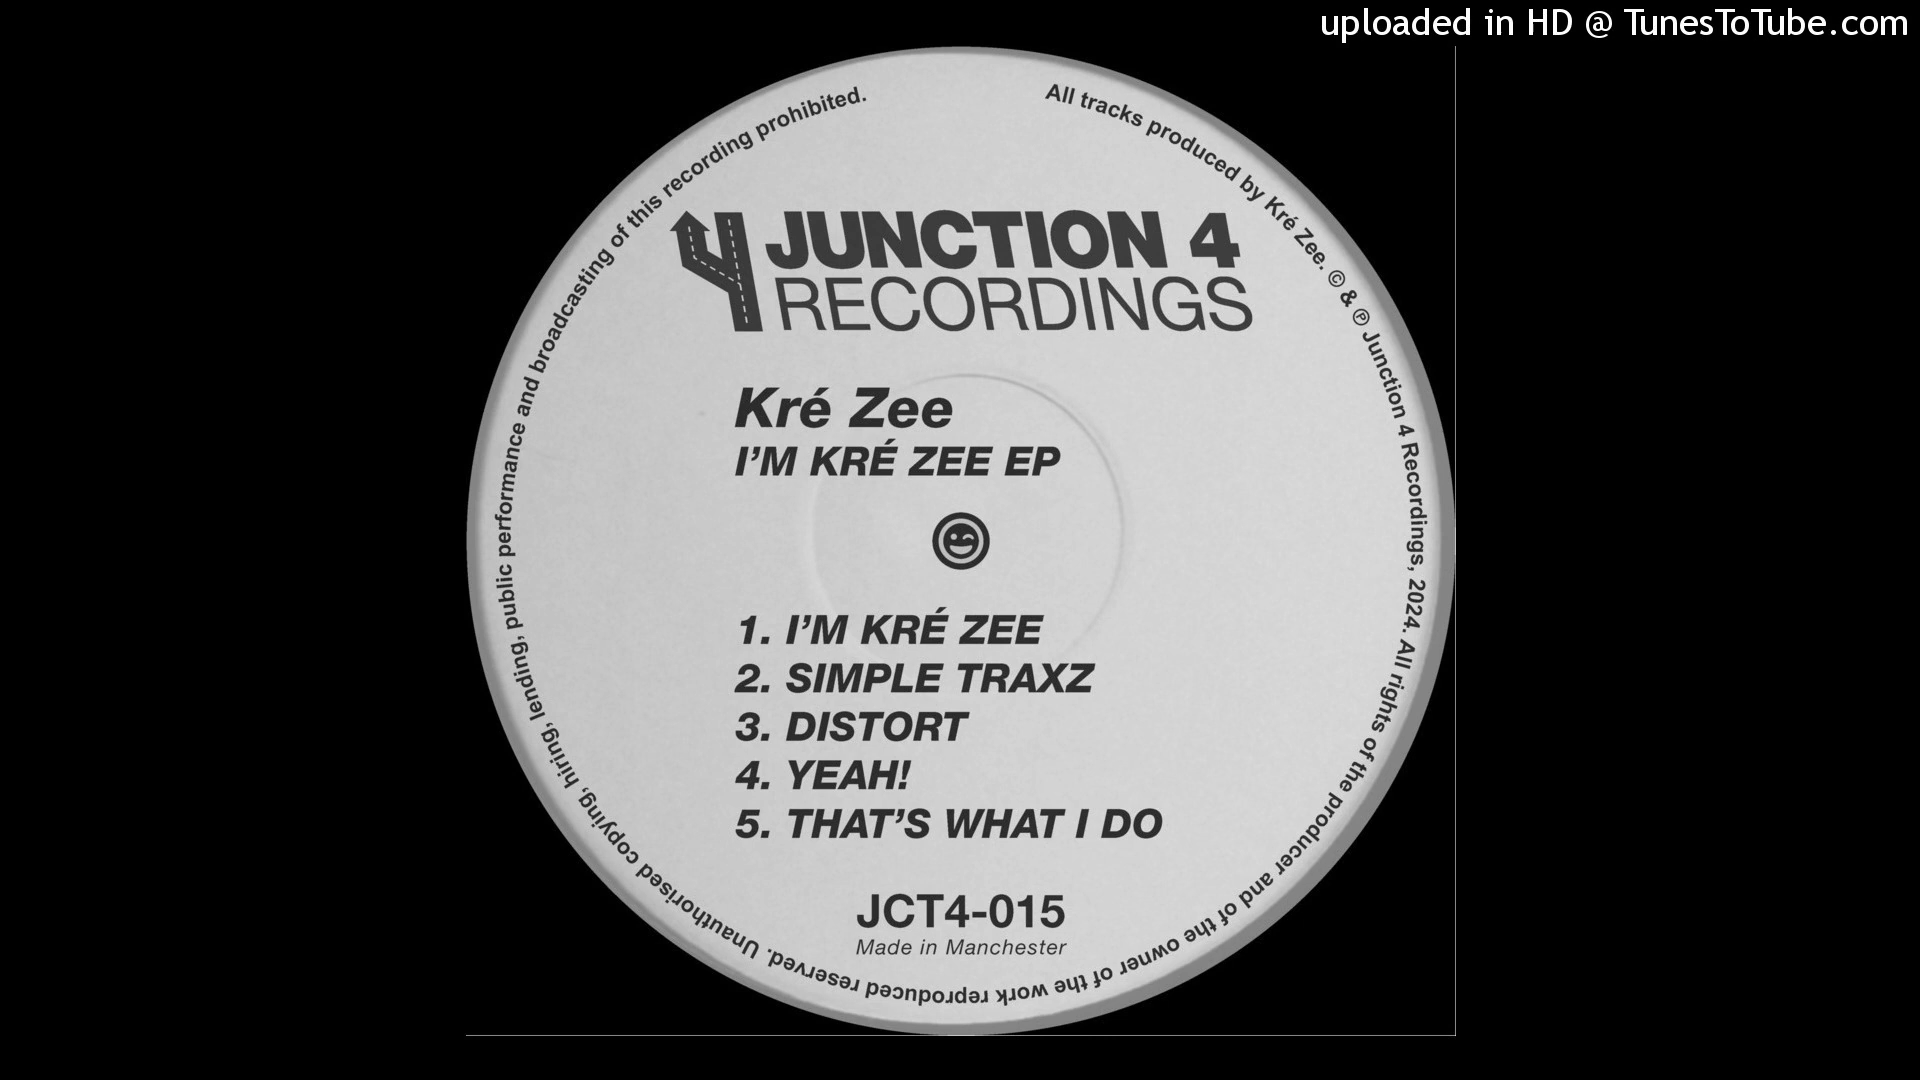 uploaded in HD @ TunesToTube.com
All tracks produced by Kré Zee. © & ℗ Junction 4 Recordings, 2024. All rights of the producer and of the owner of the work reproduced reserved. Unauthorised copying, hiring, lending, public performance and broadcasting of this recording prohibited.
JUNCTION 4
RECORDINGS
Kré Zee
I’M KRÉ ZEE EP
1. I’M KRÉ ZEE
2. SIMPLE TRAXZ
3. DISTORT
4. YEAH!
5. THAT’S WHAT I DO
JCT4-015
Made in Manchester